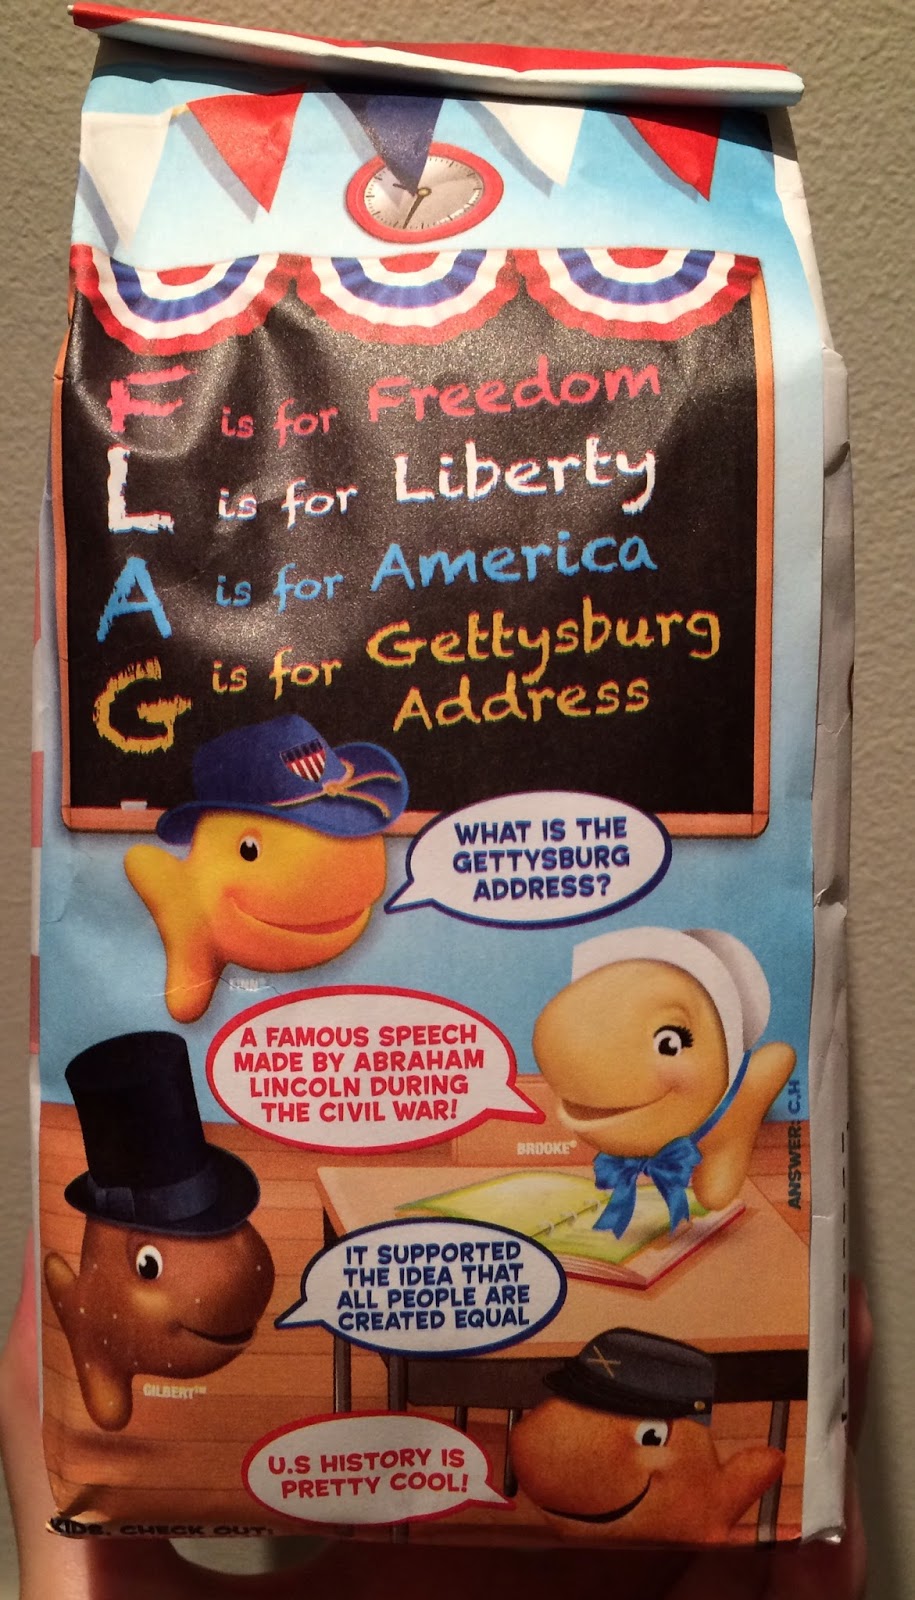 F is for Freedom
L is for Liberty
A is for America
G is for Gettysburg
Address
WHAT IS THE
GETTYSBURG
ADDRESS?
FINN™
A FAMOUS SPEECH
MADE BY ABRAHAM
LINCOLN DURING
THE CIVIL WAR!
BROOKE®
ANSWER: C,H
IT SUPPORTED
THE IDEA THAT
ALL PEOPLE ARE
CREATED EQUAL
GILBERT™
U.S HISTORY IS
PRETTY COOL!
KIDS, CHECK OUT: